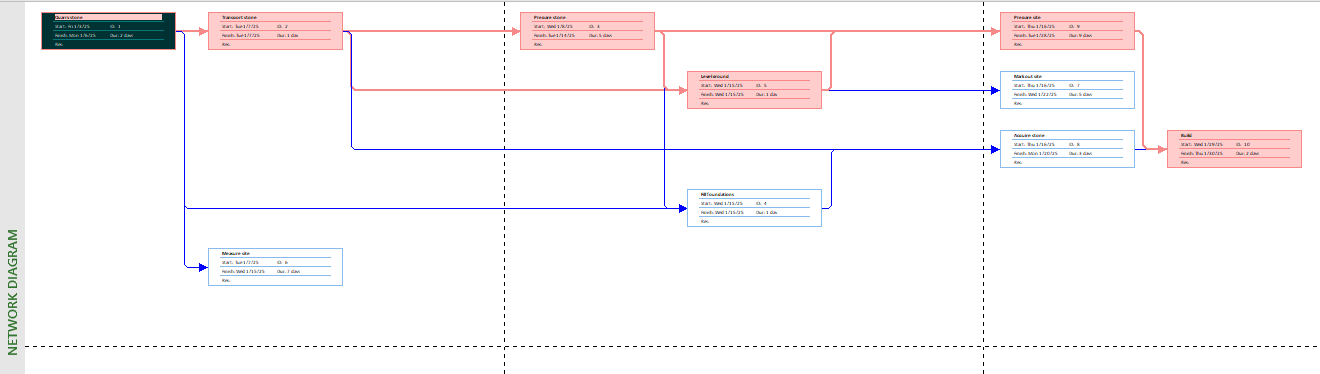 Quarry stone
Start: Fri 1/3/25 ID: 1
Finish: Mon 1/6/25 Dur: 2 days
Res:
Transport stone
Start: Tue 1/7/25 ID: 2
Finish: Tue 1/7/25 Dur: 1 day
Res:
Prepare stone
Start: Wed 1/8/25 ID: 3
Finish: Tue 1/14/25 Dur: 5 days
Res:
Prepare site
Start: Thu 1/16/25 ID: 9
Finish: Tue 1/28/25 Dur: 9 days
Res:
Level ground
Start: Wed 1/15/25 ID: 5
Finish: Wed 1/15/25 Dur: 1 day
Res:
Mark out site
Start: Thu 1/16/25 ID: 7
Finish: Wed 1/22/25 Dur: 5 days
Res:
Acquire stone
Start: Thu 1/16/25 ID: 8
Finish: Mon 1/20/25 Dur: 3 days
Res:
Build
Start: Wed 1/29/25 ID: 10
Finish: Thu 1/30/25 Dur: 2 days
Res:
Fill foundations
Start: Wed 1/15/25 ID: 4
Finish: Wed 1/15/25 Dur: 1 day
Res:
Measure site
Start: Tue 1/7/25 ID: 6
Finish: Wed 1/15/25 Dur: 7 days
Res:
NETWORK DIAGRAM